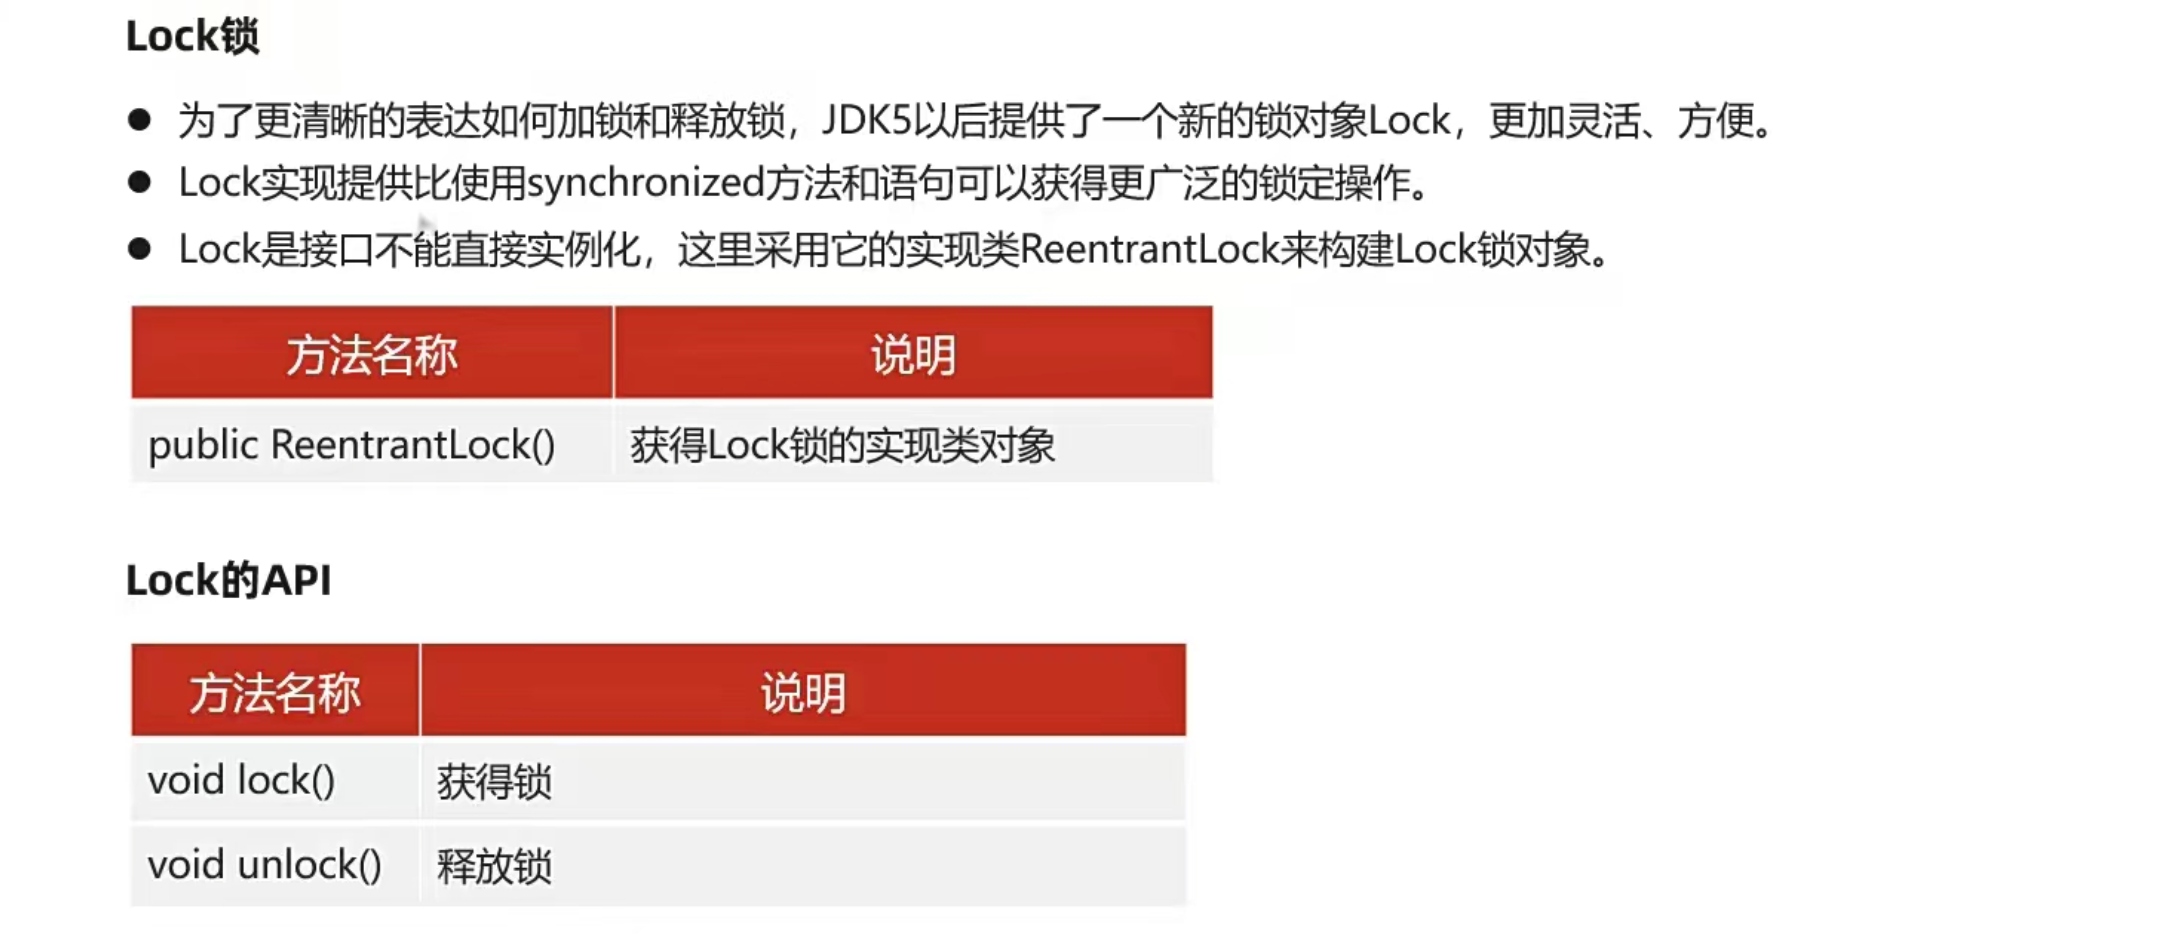 Lock锁
● 为了更清晰的表达如何加锁和释放锁，JDK5以后提供了一个新的锁对象Lock，更加灵活、方便。
● Lock实现提供比使用synchronized方法和语句可以获得更广泛的锁定操作。
● Lock是接口不能直接实例化，这里采用它的实现类ReentrantLock来构建Lock锁对象。
方法名称 说明
public ReentrantLock() 获得Lock锁的实现类对象
Lock的API
方法名称 说明
void lock() 获得锁
void unlock() 释放锁